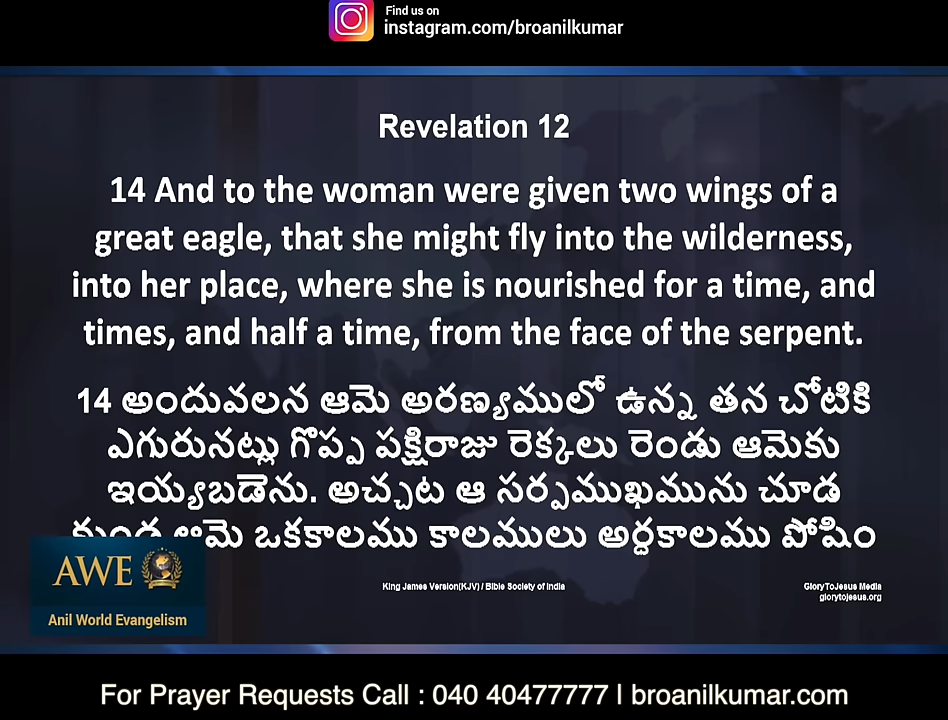 Find us on
instagram.com/broanilkumar
Revelation 12
14 And to the woman were given two wings of a
great eagle, that she might fly into the wilderness,
into her place, where she is nourished for a time, and
times, and half a time, from the face of the serpent.
14 అందువలన ఆమె అరణ్యములో ఉన్న తన చోటికి
ఎగురునట్లు గొప్ప పక్షిరాజు రెక్కలు రెండు ఆమెకు
ఇయ్యబడెను. అచ్చట ఆ సర్పముఖమును చూడ
ఆమె ఒకకాలము కాలములు అర్ధకాలము పోషిం
King James Version(KJV) / Bible Society of India
GloryToJesus Media
glorytojesus.org
AWE
Anil World Evangelism
For Prayer Requests Call : 040 40477777 l broanilkumar.com